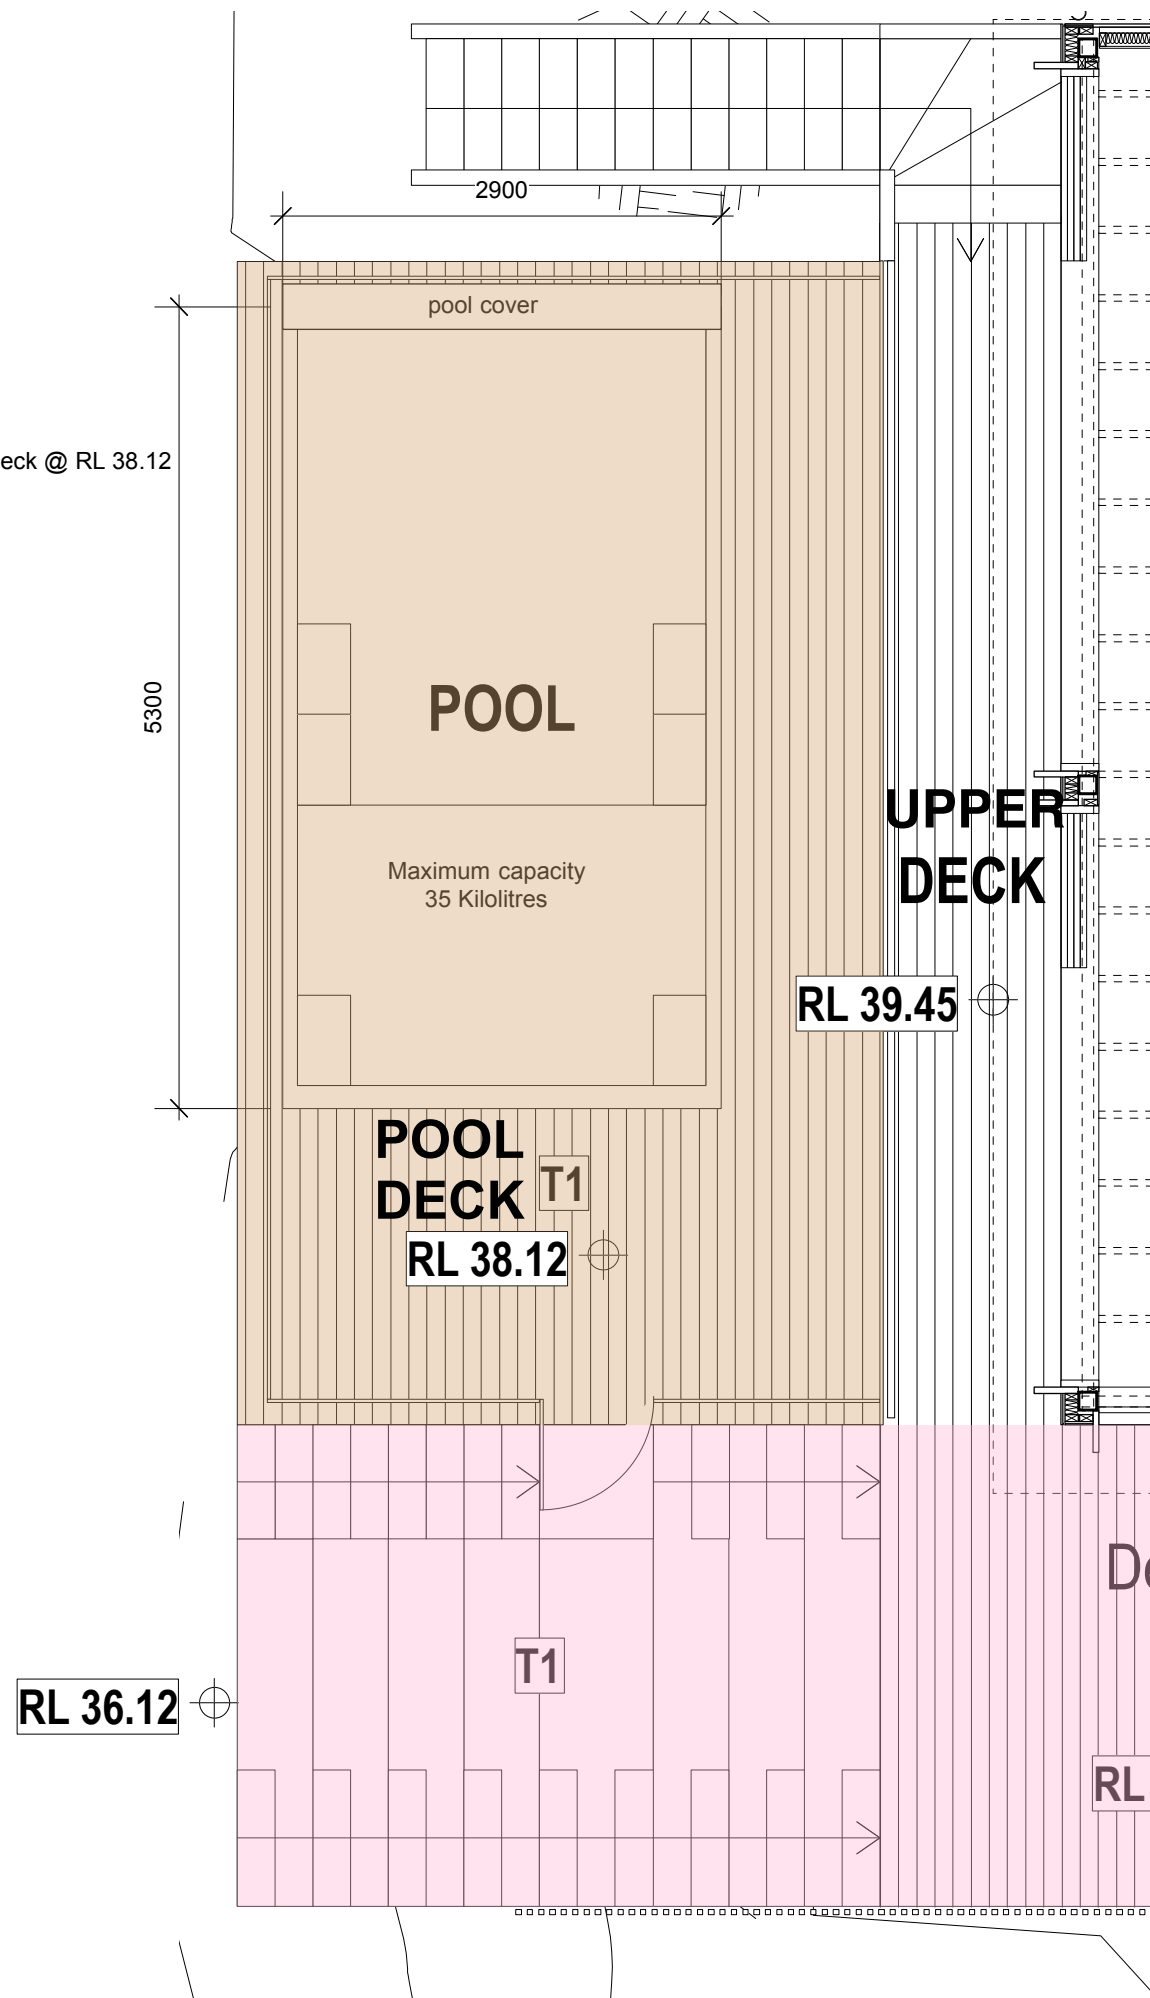 2900
pool cover
@ RL 38.12
5300
POOL
UPPER
DECK
Maximum capacity
35 Kilolitres
RL 39.45
POOL
DECK
T1
RL 38.12
T1
RL 36.12
RL